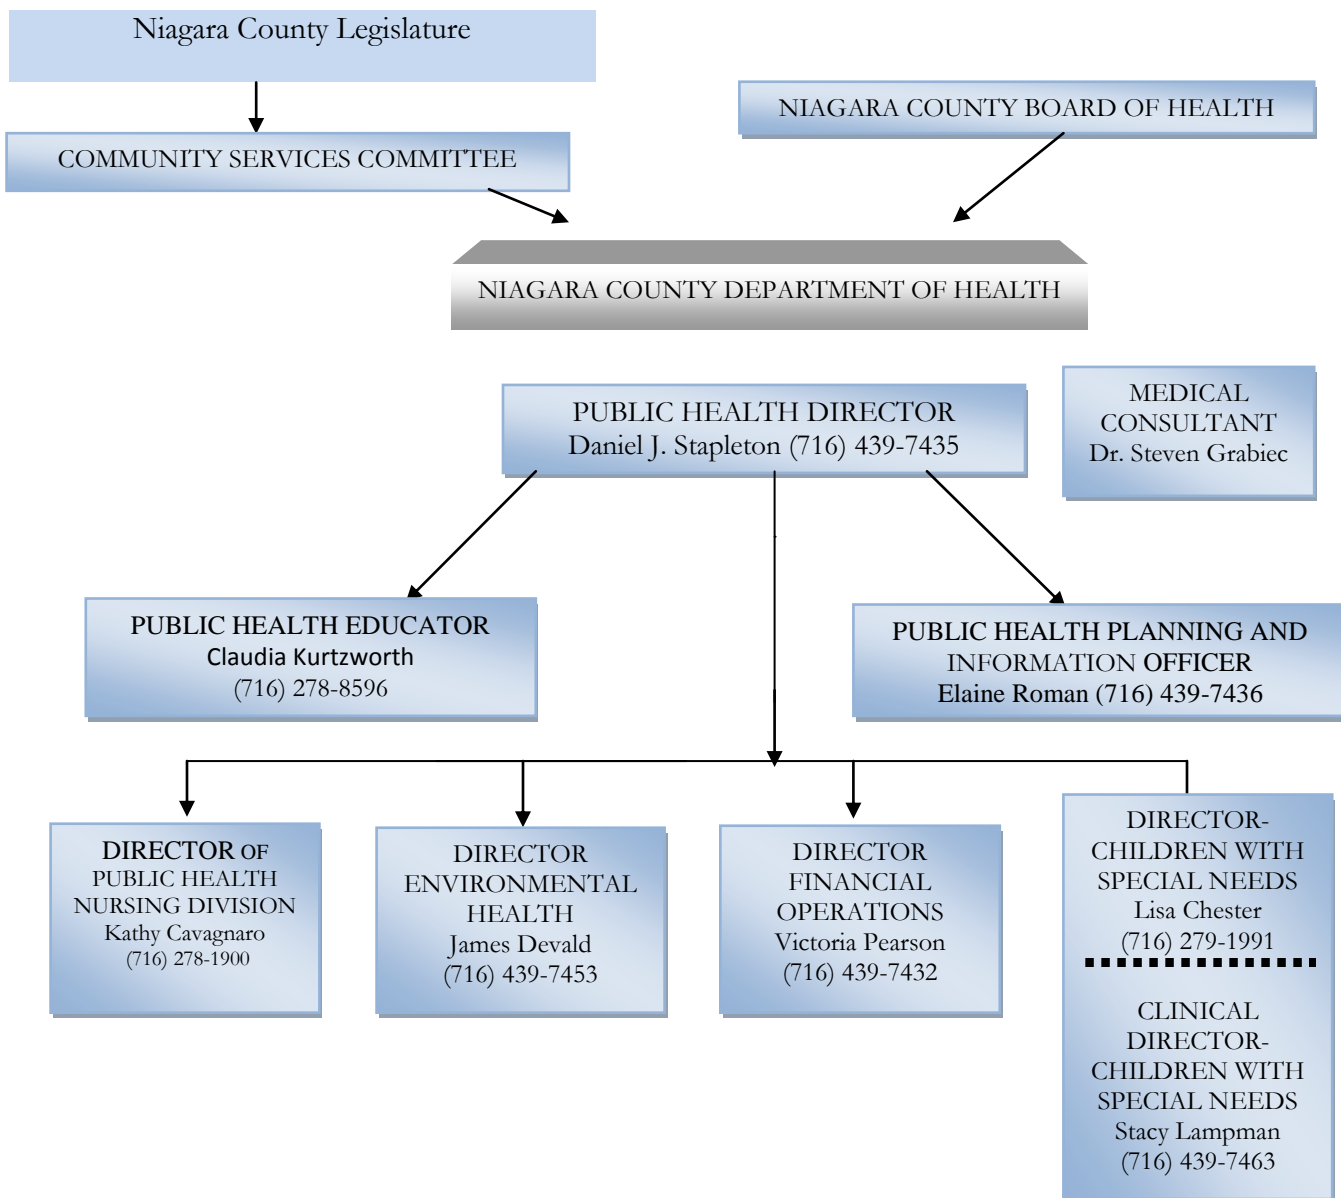 Niagara County Legislature
NIAGARA COUNTY BOARD OF HEALTH
COMMUNITY SERVICES COMMITTEE
NIAGARA COUNTY DEPARTMENT OF HEALTH
PUBLIC HEALTH DIRECTOR
Daniel J. Stapleton (716) 439-7435
MEDICAL
CONSULTANT
Dr. Steven Grabiec
PUBLIC HEALTH EDUCATOR
Claudia Kurtzworth
(716) 278-8596
PUBLIC HEALTH PLANNING AND
INFORMATION OFFICER
Elaine Roman (716) 439-7436
DIRECTOR OF
PUBLIC HEALTH
NURSING DIVISION
Kathy Cavagnaro
(716) 278-1900
DIRECTOR
ENVIRONMENTAL
HEALTH
James Devald
(716) 439-7453
DIRECTOR
FINANCIAL
OPERATIONS
Victoria Pearson
(716) 439-7432
DIRECTOR-
CHILDREN WITH
SPECIAL NEEDS
Lisa Chester
(716) 279-1991
CLINICAL
DIRECTOR-
CHILDREN WITH
SPECIAL NEEDS
Stacy Lampman
(716) 439-7463